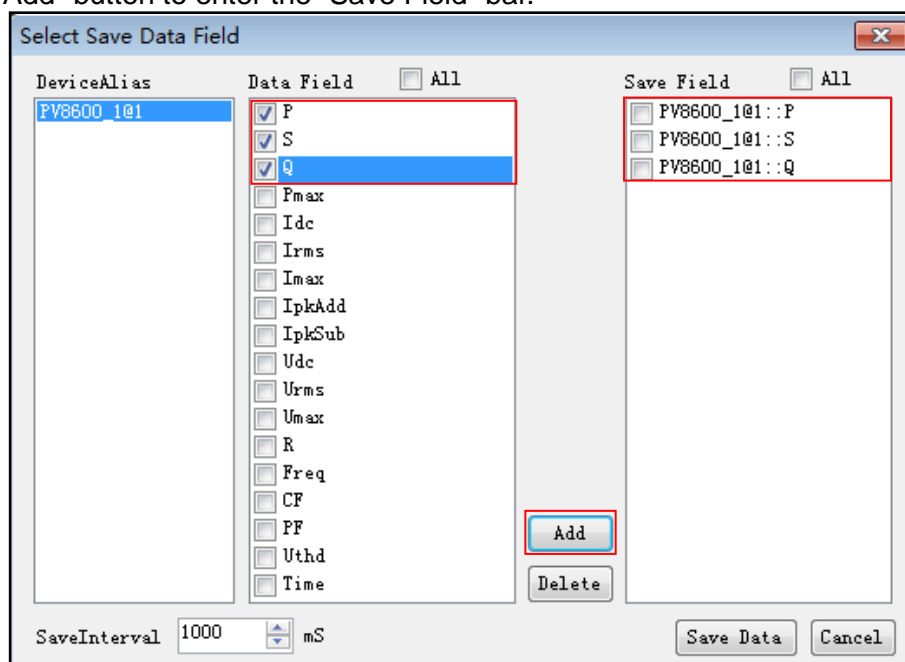 Add" button to enter the "Save Field" bar.
Select Save Data Field
DeviceAlias
Data Field
All
Save Field
All
PV8600_1@1
P
S
Q
Pmax
Idc
Irms
Imax
IpkAdd
IpkSub
Udc
Urms
Umax
R
Freq
CF
PF
Uthd
Time
PV8600_1@1::P
PV8600_1@1::S
PV8600_1@1::Q
Add
Delete
SaveInterval 1000 mS
Save Data
Cancel